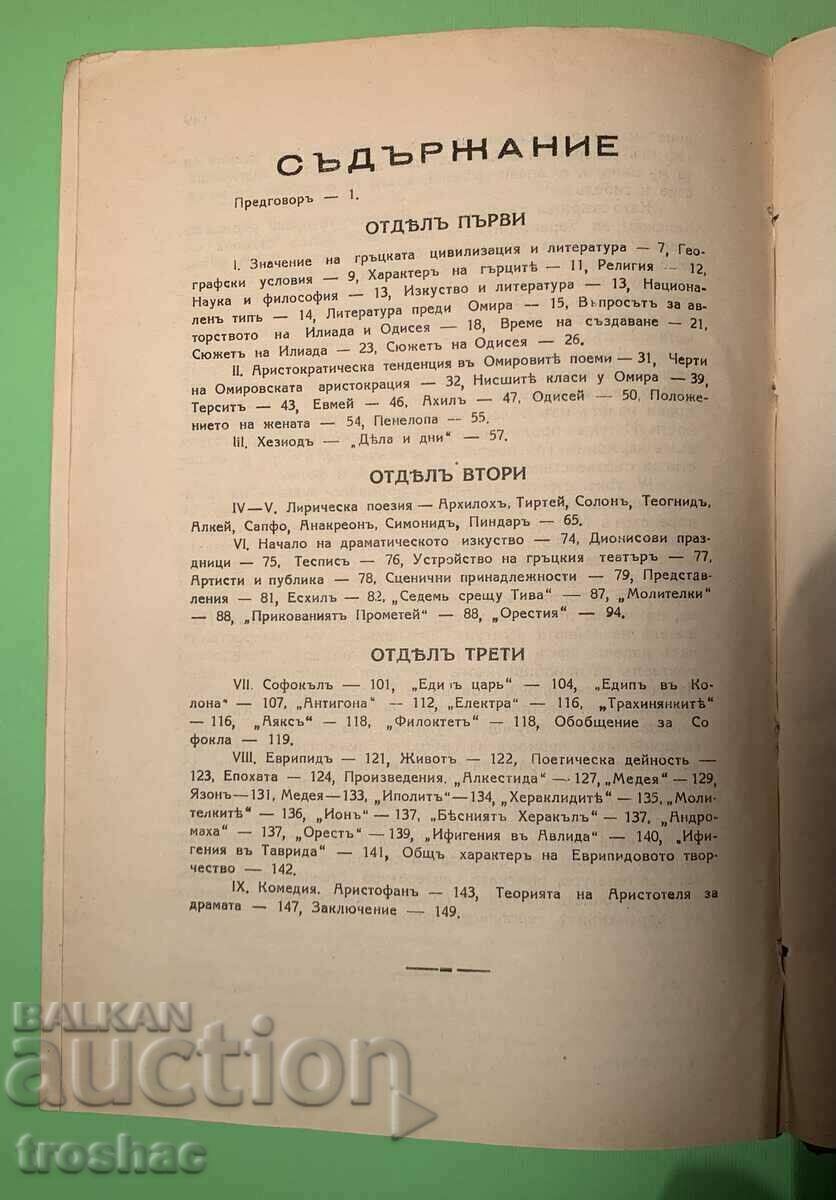 СЪДЪРЖАНИЕ
Предговоръ — 1.
ОТДѢЛЪ ПЪРВИ
I. Значение на гръцката цивилизация и литература — 7, Гео-
графски условия — 9, Характеръ на гърцитѣ — 11, Религия — 12,
Наука и философия — 13, Изкуство и литература — 13, Национа-
ленъ типъ — 14, Литература преди Омира — 15, Въпросътъ за ав-
торството на Илиада и Одисея — 18, Време на създаване — 21,
Сюжетъ на Илиада — 23, Сюжетъ на Одисея — 26.
II. Аристократическа тенденция въ Омировитѣ поеми — 31, Черти
на Омировската аристокрация — 32, Нисшитѣ класи у Омира — 39,
Терситъ — 43, Евмей — 46, Ахилъ — 47, Одисей — 50, Положе-
нието на жената — 54, Пенелопа — 55.
III. Хезиод — „Дѣла и дни" — 57.
ОТДѢЛЪ ВТОРИ
IV—V. Лирическа поезия — Архилохъ, Тиртей, Солонъ, Теогнидъ,
Алкей, Сапфо, Анакреонъ, Симонидъ, Пиндаръ — 65.
VI. Начало на драматическото изкуство — 74, Дионисови праз-
дници — 75, Тесписъ — 76, Устройство на гръцкия театъръ — 77,
Артисти и публика — 78, Сценични принадлежности — 79, Представ-
ления — 81, Есхилъ — 82, „Седемь срещу Тива" — 87, „Молителки"
— 88, „Прикованиятъ Прометей" — 88, „Орестия" — 94.
ОТДѢЛЪ ТРЕТИ
VII. Софокълъ — 101, „Едипъ царь" — 104, „Едипъ въ Ко-
лона" — 107, „Антигона" — 112, „Електра" — 116, „Трахинянкитѣ"
— 116, „Аяксъ" — 118, „Филоктетъ" — 118, Обобщение за Со
фокла — 119.
VIII. Еврипидъ — 121, Животъ — 122, Поетическа дейность —
123, Епохата — 124, Произведения. „Алкестида" — 127, „Медея" — 129,
Язонъ — 131, Медея — 133, „Иполитъ" — 134, „Хераклидитѣ" — 135, „Моли-
телкитѣ" — 136, „Ионъ" — 137, „Бѣсниятъ Херакълъ" — 137, „Андро-
маха" — 137, „Орестъ" — 139, „Ифигения въ Авлида" — 140, „Ифи-
гения въ Таврида" — 141, Общъ характеръ на Еврипидовото твор-
чество — 142.
IX. Комедия. Аристофанъ — 143, Теорията на Аристотеля за
драмата — 147, Заключение — 149.
BALKAN
auction
troshac